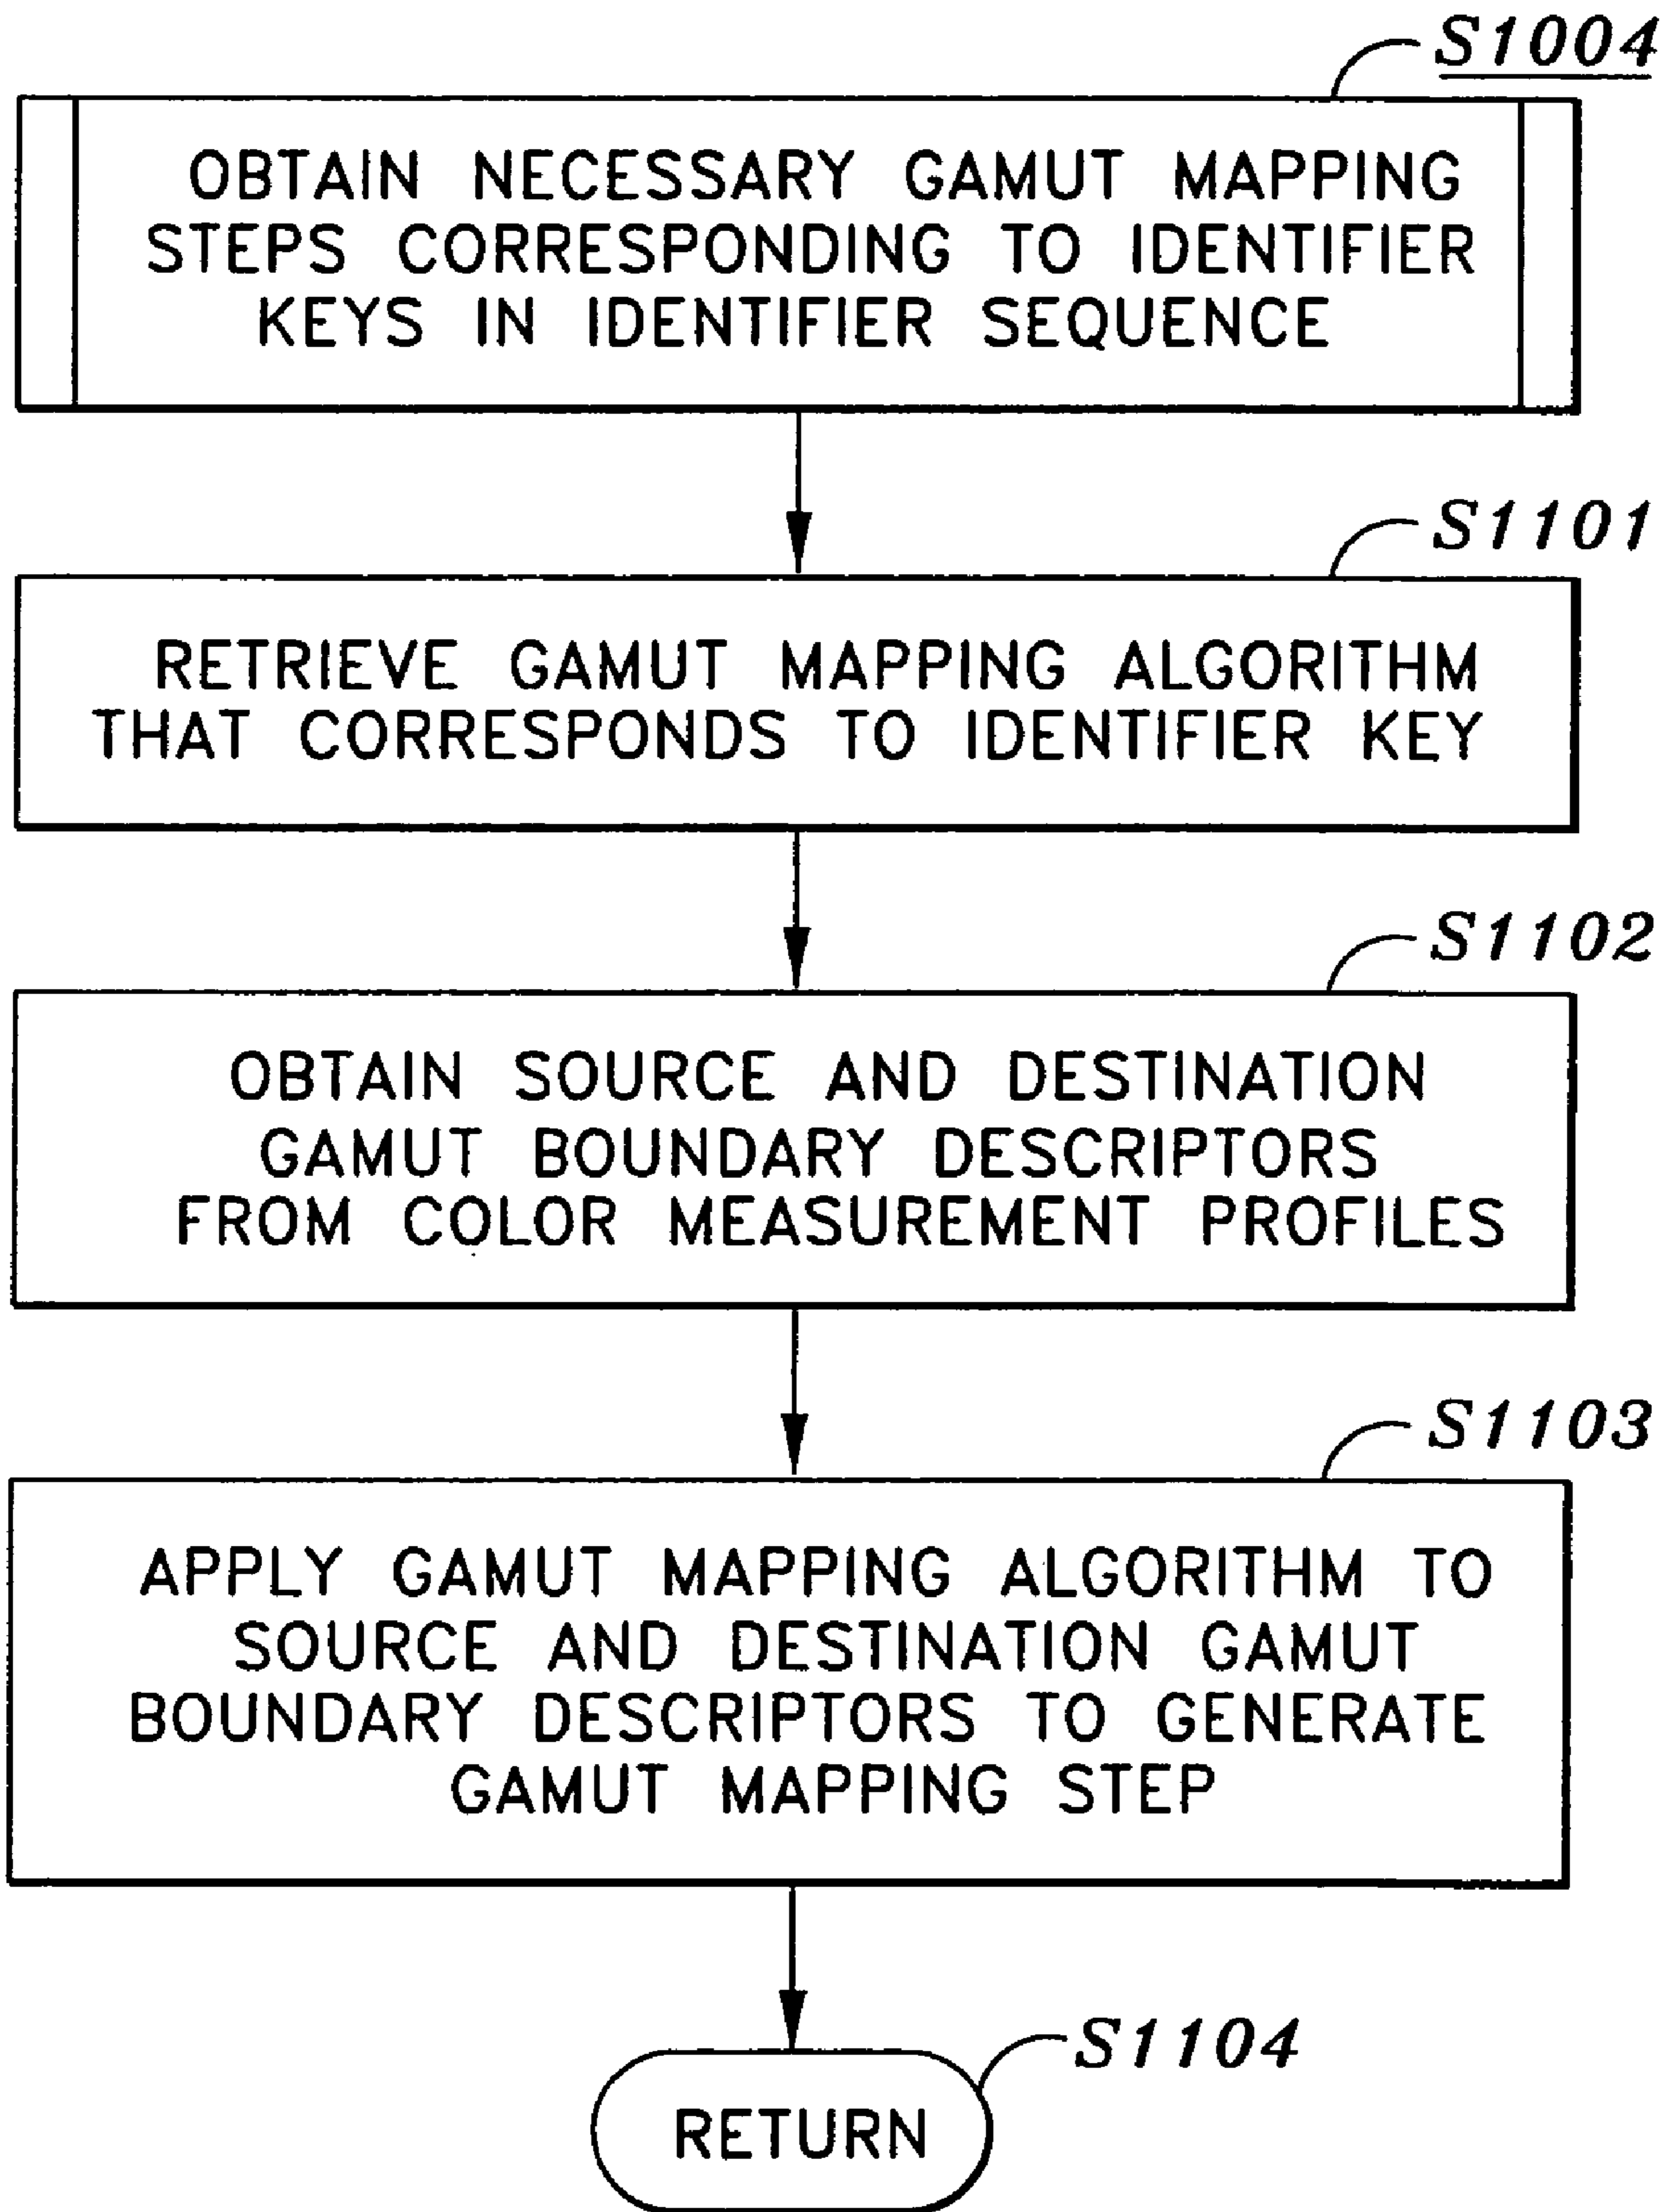 S1004
OBTAIN NECESSARY GAMUT MAPPING
STEPS CORRESPONDING TO IDENTIFIER
KEYS IN IDENTIFIER SEQUENCE
S1101
RETRIEVE GAMUT MAPPING ALGORITHM
THAT CORRESPONDS TO IDENTIFIER KEY
S1102
OBTAIN SOURCE AND DESTINATION
GAMUT BOUNDARY DESCRIPTORS
FROM COLOR MEASUREMENT PROFILES
S1103
APPLY GAMUT MAPPING ALGORITHM TO
SOURCE AND DESTINATION GAMUT
BOUNDARY DESCRIPTORS TO GENERATE
GAMUT MAPPING STEP
S1104
RETURN